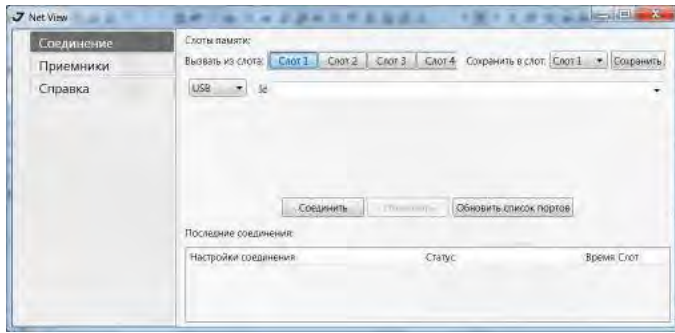 Net View
Соединение
Приемники
Справка
Слоты памяти:
Вызвать из слота: Слот 1 Слот 2 Слот 3 Слот 4 Сохранить в слот: Слот 1 Сохранить
USB Id
Соединить Обновить список портов
Последние соединения:
Настройки соединения Статус Время Слот